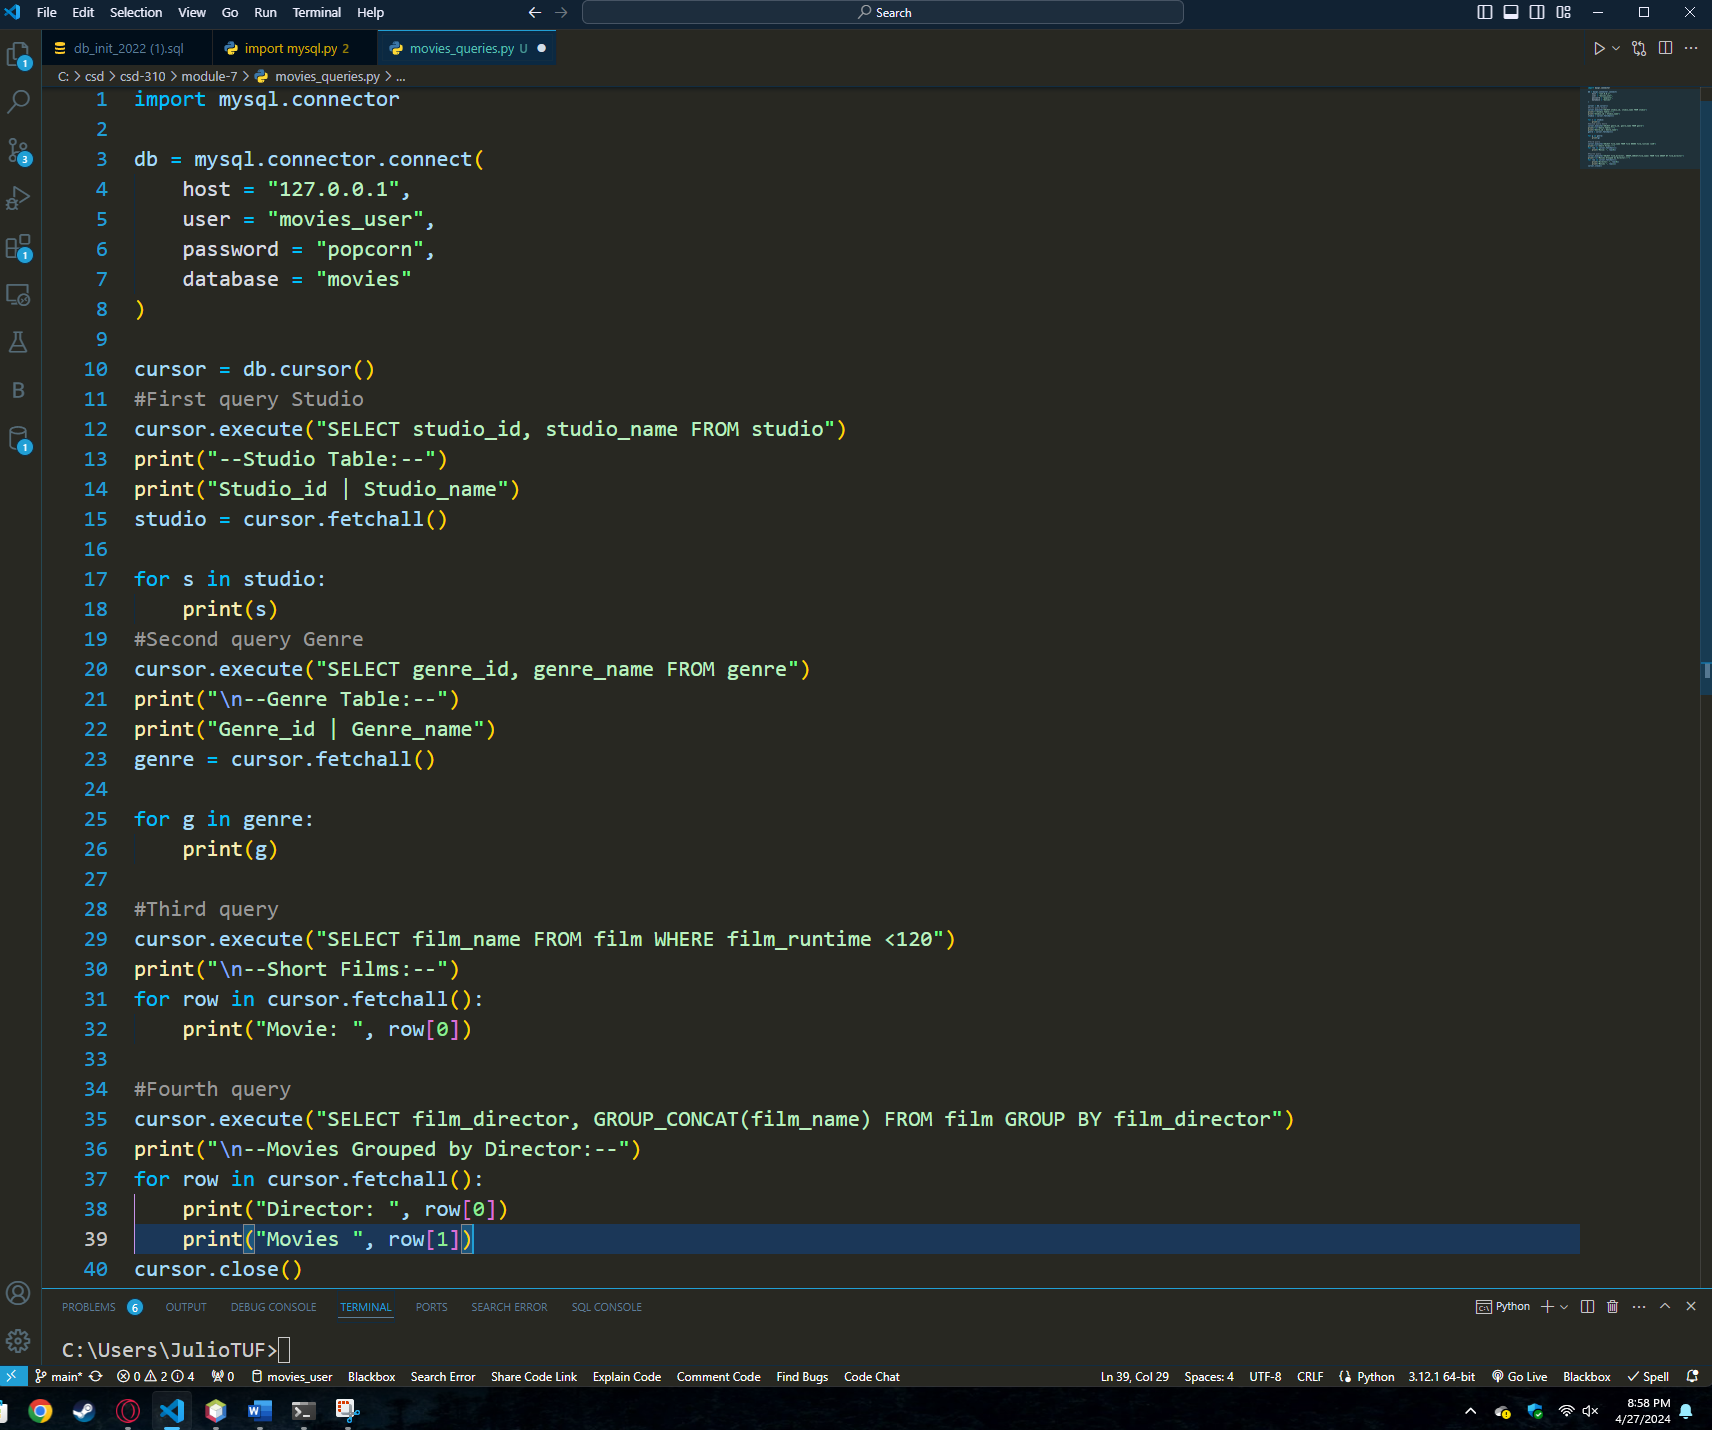 File Edit Selection View Go Run Terminal Help Search
db_init_2022 (1).sql import mysql.py 2 movies_queries.py U
C: > csd > csd-310 > module-7 > movies_queries.py > ...
1 import mysql.connector
2
3 db = mysql.connector.connect(
4 host = "127.0.0.1",
5 user = "movies_user",
6 password = "popcorn",
7 database = "movies"
8 )
9
10 cursor = db.cursor()
11 #First query Studio
12 cursor.execute("SELECT studio_id, studio_name FROM studio")
13 print("--Studio Table:--")
14 print("Studio_id | Studio_name")
15 studio = cursor.fetchall()
16
17 for s in studio:
18 print(s)
19 #Second query Genre
20 cursor.execute("SELECT genre_id, genre_name FROM genre")
21 print("\n--Genre Table:--")
22 print("Genre_id | Genre_name")
23 genre = cursor.fetchall()
24
25 for g in genre:
26 print(g)
27
28 #Third query
29 cursor.execute("SELECT film_name FROM film WHERE film_runtime <120")
30 print("\n--Short Films:--")
31 for row in cursor.fetchall():
32 print("Movie: ", row[0])
33
34 #Fourth query
35 cursor.execute("SELECT film_director, GROUP_CONCAT(film_name) FROM film GROUP BY film_director")
36 print("\n--Movies Grouped by Director:--")
37 for row in cursor.fetchall():
38 print("Director: ", row[0])
39 print("Movies ", row[1])
40 cursor.close()
PROBLEMS 6 OUTPUT DEBUG CONSOLE TERMINAL PORTS SEARCH ERROR SQL CONSOLE Python
C:\Users\JulioTUF>
main* 0 2 4 0 movies_user Blackbox Search Error Share Code Link Explain Code Comment Code Find Bugs Code Chat Ln 39, Col 29 Spaces: 4 UTF-8 CRLF Python 3.12.1 64-bit Go Live Blackbox Spell
8:58 PM
4/27/2024